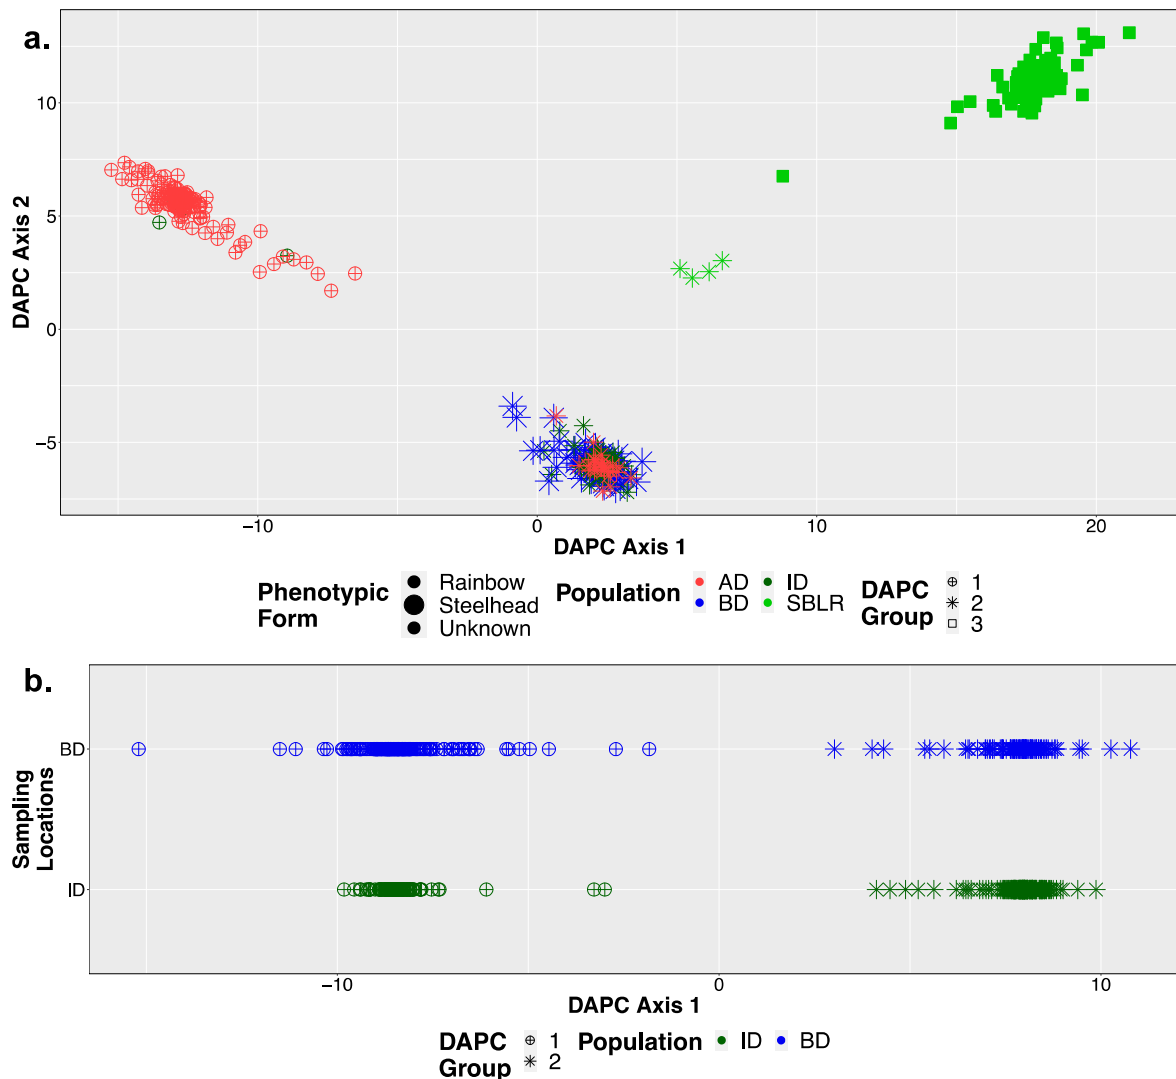 a.
10
5
0
−5
DAPC Axis 2
−10 0 10 20
DAPC Axis 1
Phenotypic Form
Rainbow
Steelhead
Unknown
Population
AD ID
BD SBLR
DAPC Group
1
2
3
b.
BD
ID
Sampling Locations
−10 0 10
DAPC Axis 1
DAPC Group
1
2
Population ID BD